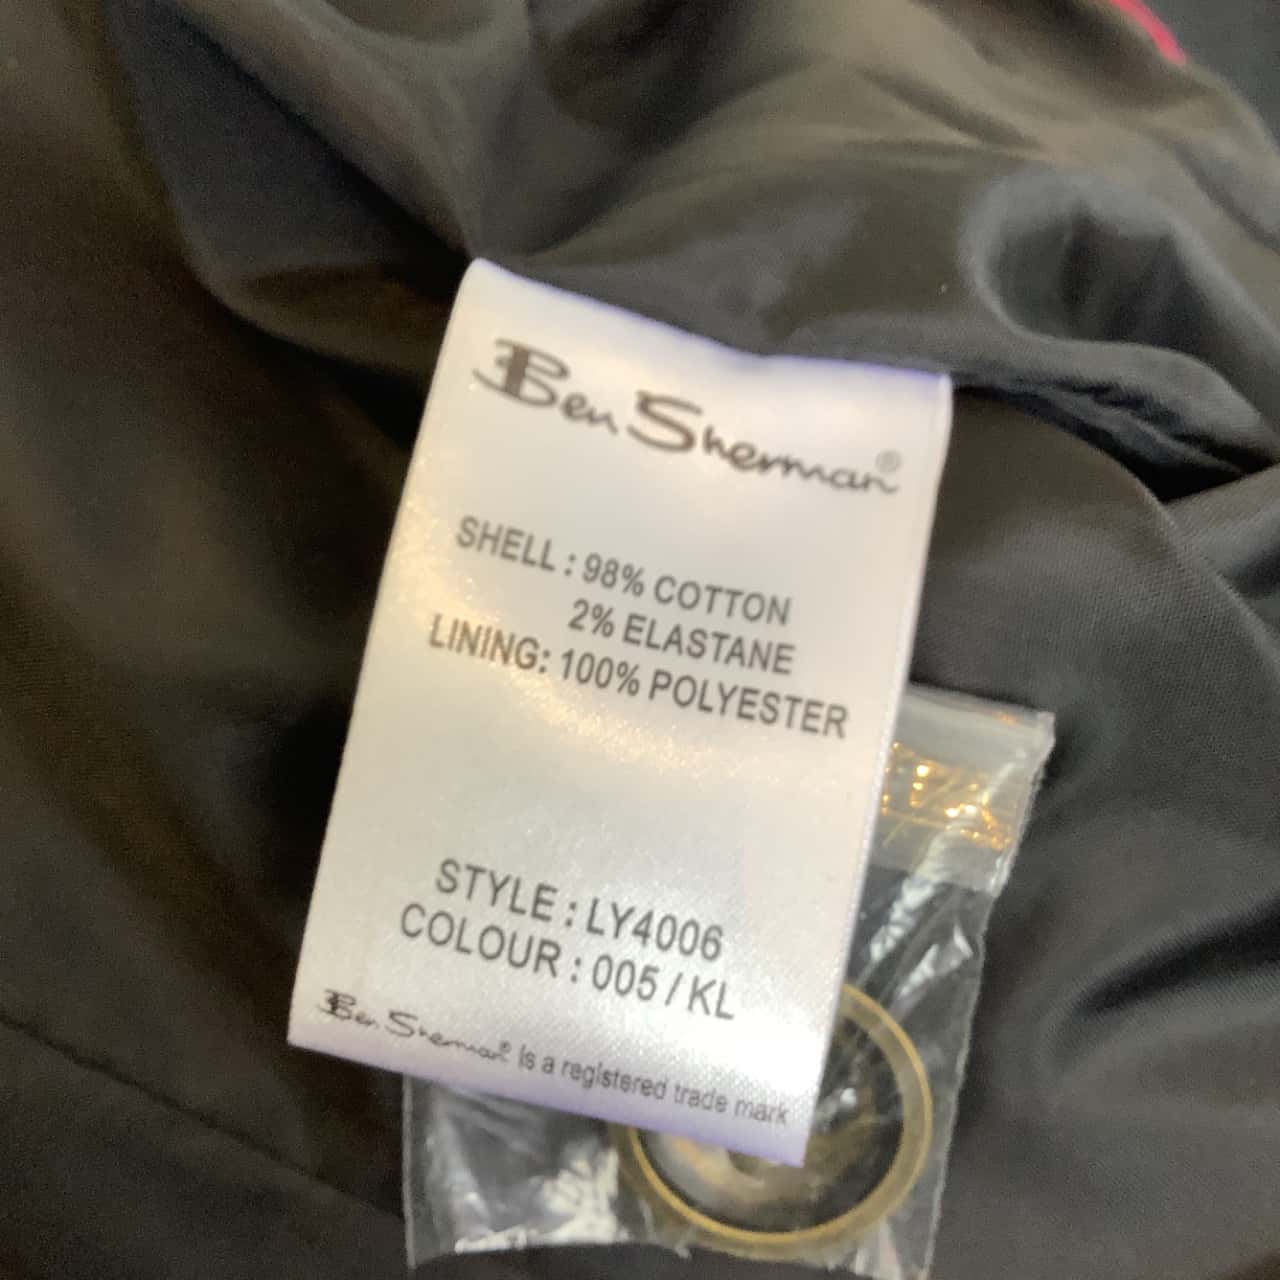 Ben Sherman®
SHELL : 98% COTTON
2% ELASTANE
LINING: 100% POLYESTER
STYLE : LY4006
COLOUR : 005 / KL
Ben Sherman® is a registered trade mark